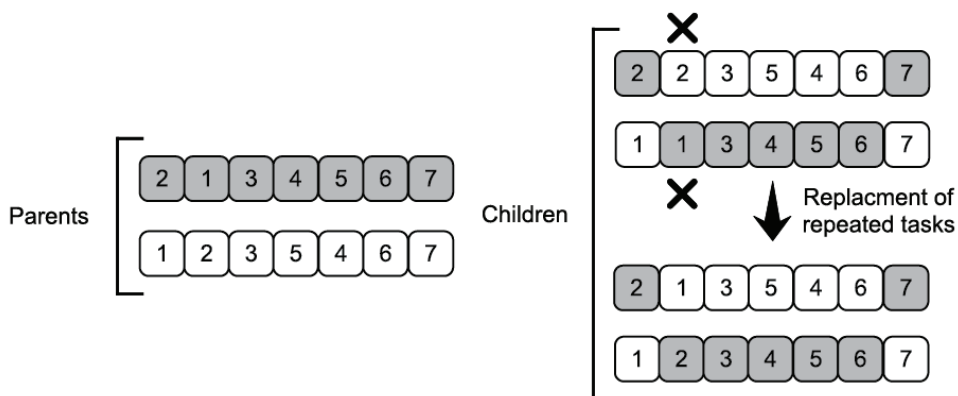 Parents
2 1 3 4 5 6 7
1 2 3 5 4 6 7
Children
2 2 3 5 4 6 7
1 1 3 4 5 6 7
Replacment of
repeated tasks
2 1 3 5 4 6 7
1 2 3 4 5 6 7